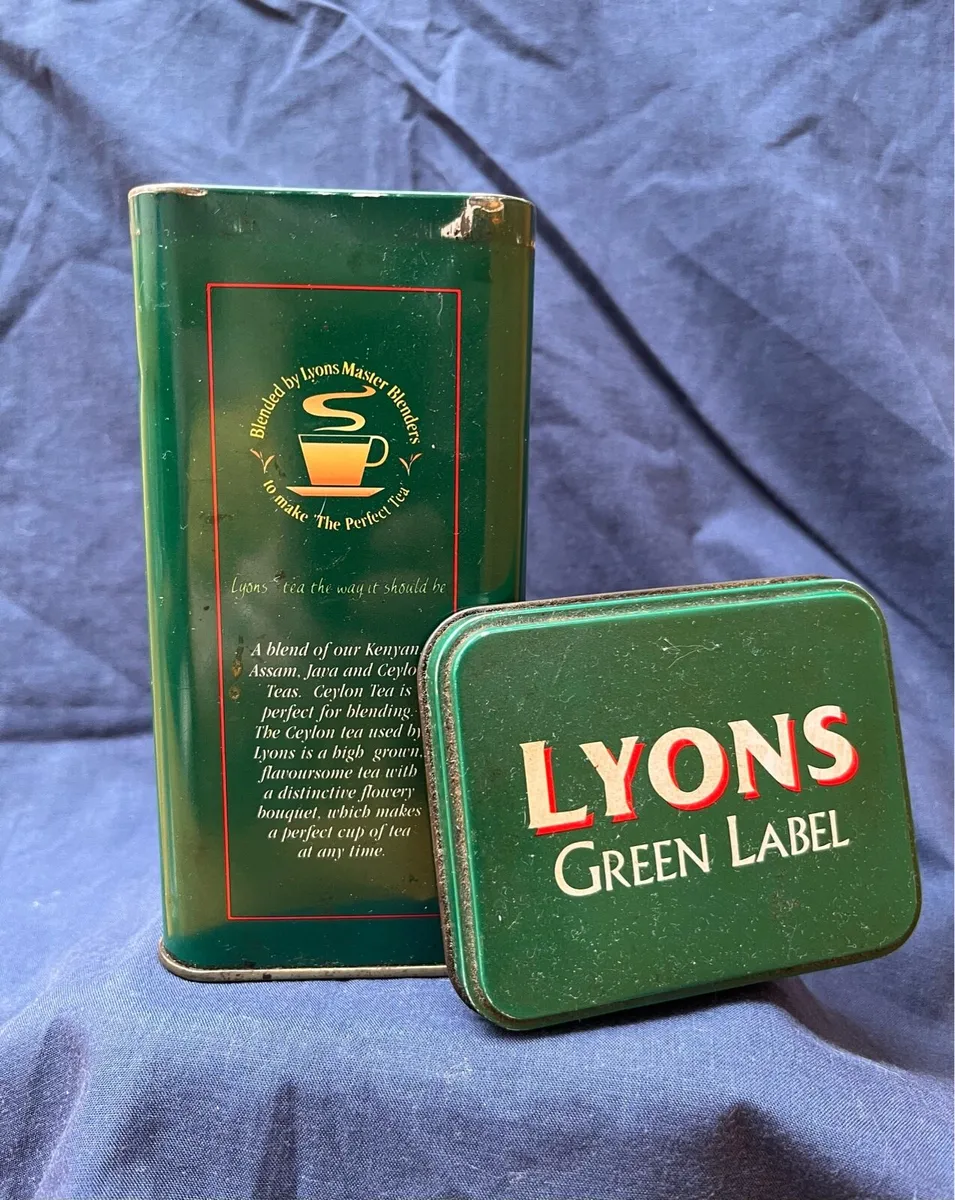 Blended by Lyons Master Blenders
to make 'The Perfect Tea'
Lyons tea the way it should be
A blend of our Kenyan
Assam, Java and Ceylo
Teas. Ceylon Tea is
perfect for blending.
The Ceylon tea used by
Lyons is a high grown,
flavoursome tea with
a distinctive flowery
bouquet, which makes
a perfect cup of tea
at any time.
LYONS
GREEN LABEL